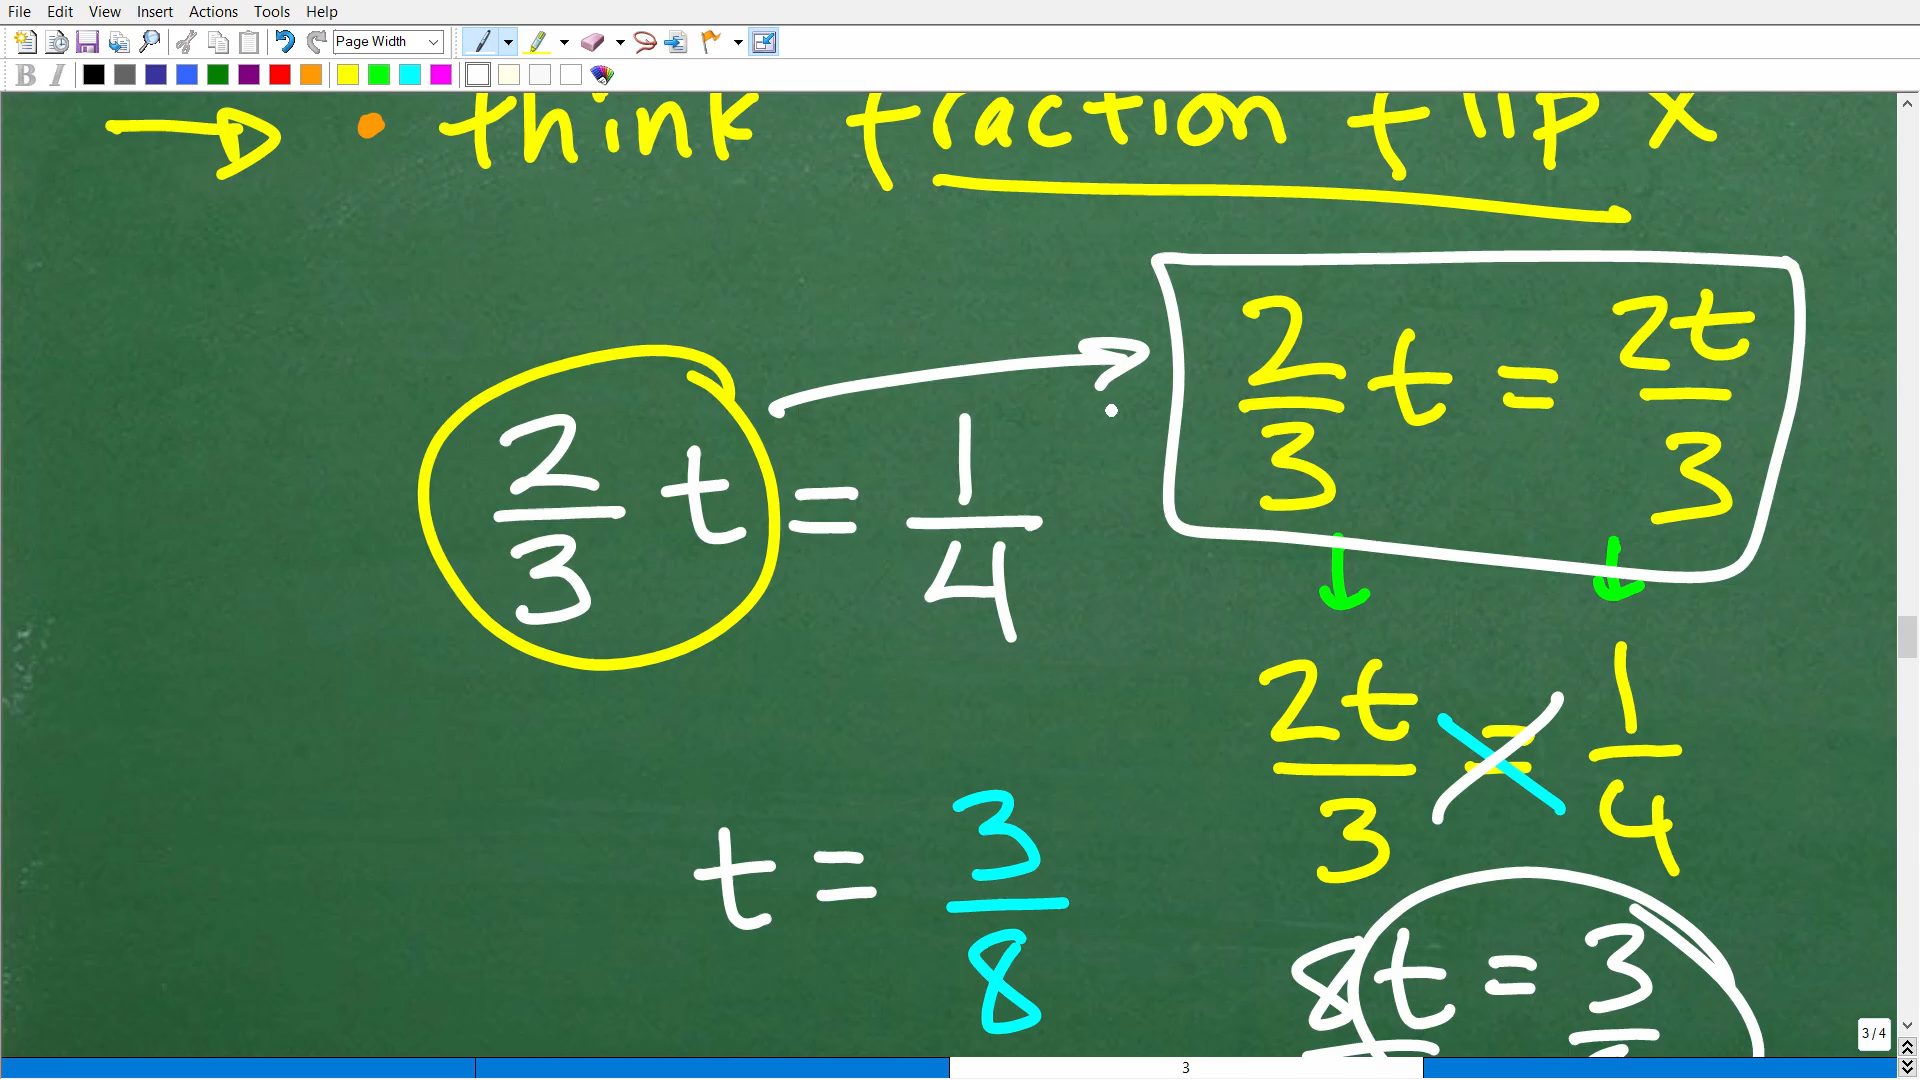 File Edit View Insert Actions Tools Help
Page Width
B I
think fraction flip x
2/3 t = 2t/3
2/3 t = 1/4
2t/3 = 1/4
t = 3/8
8t = 3
3/4
3